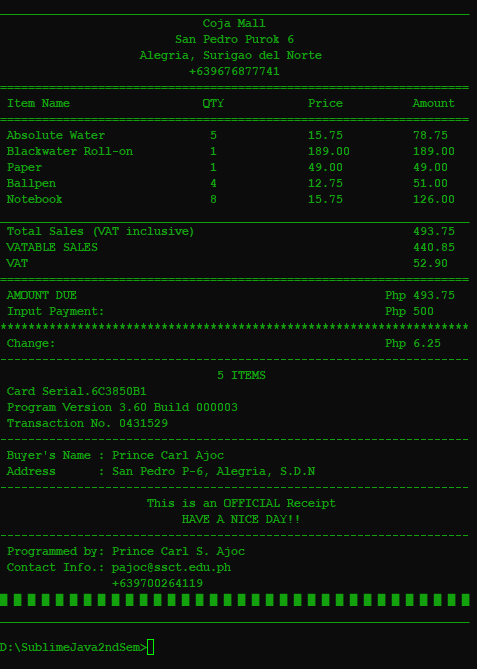 Coja Mall
San Pedro Purok 6
Alegria, Surigao del Norte
+639676877741
Item Name QTY Price Amount
Absolute Water 5 15.75 78.75
Blackwater Roll-on 1 189.00 189.00
Paper 1 49.00 49.00
Ballpen 4 12.75 51.00
Notebook 8 15.75 126.00
Total Sales (VAT inclusive) 493.75
VATABLE SALES 440.85
VAT 52.90
AMOUNT DUE Php 493.75
Input Payment: Php 500
*******************************************************************
Change: Php 6.25
5 ITEMS
Card Serial.6C3850B1
Program Version 3.60 Build 000003
Transaction No. 0431529
Buyer's Name : Prince Carl Ajoc
Address : San Pedro P-6, Alegria, S.D.N
This is an OFFICIAL Receipt
HAVE A NICE DAY!!
Programmed by: Prince Carl S. Ajoc
Contact Info.: pajoc@ssct.edu.ph
+639700264119
D:\SublimeJava2ndSem>